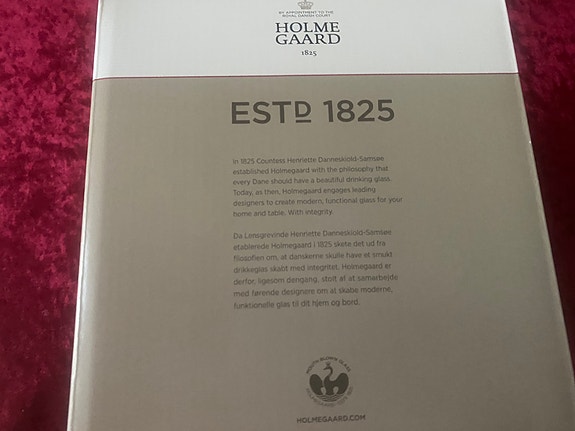 BY APPOINTMENT TO THE
ROYAL DANISH COURT
HOLME
GAARD
1825
ESTD 1825
In 1825 Countess Henriette Danneskiold-Samsøe
established Holmegaard with the philosophy that
every Dane should have a beautiful drinking glass.
Today, as then, Holmegaard engages leading
designers to create modern, functional glass for your
home and table. With integrity.
Da Lensgrevinde Henriette Danneskiold-Samsøe
etablerede Holmegaard i 1825 skete det ud fra
filosofien om, at danskerne skulle have et smukt
drikkeglas skabt med integritet. Holmegaard er
derfor, ligesom dengang, stolt af at samarbejde
med førende designere om at skabe moderne,
funktionelle glas til dit hjem og bord.
MOUTH-BLOWN GLASS
HOLMEGAARD.COM